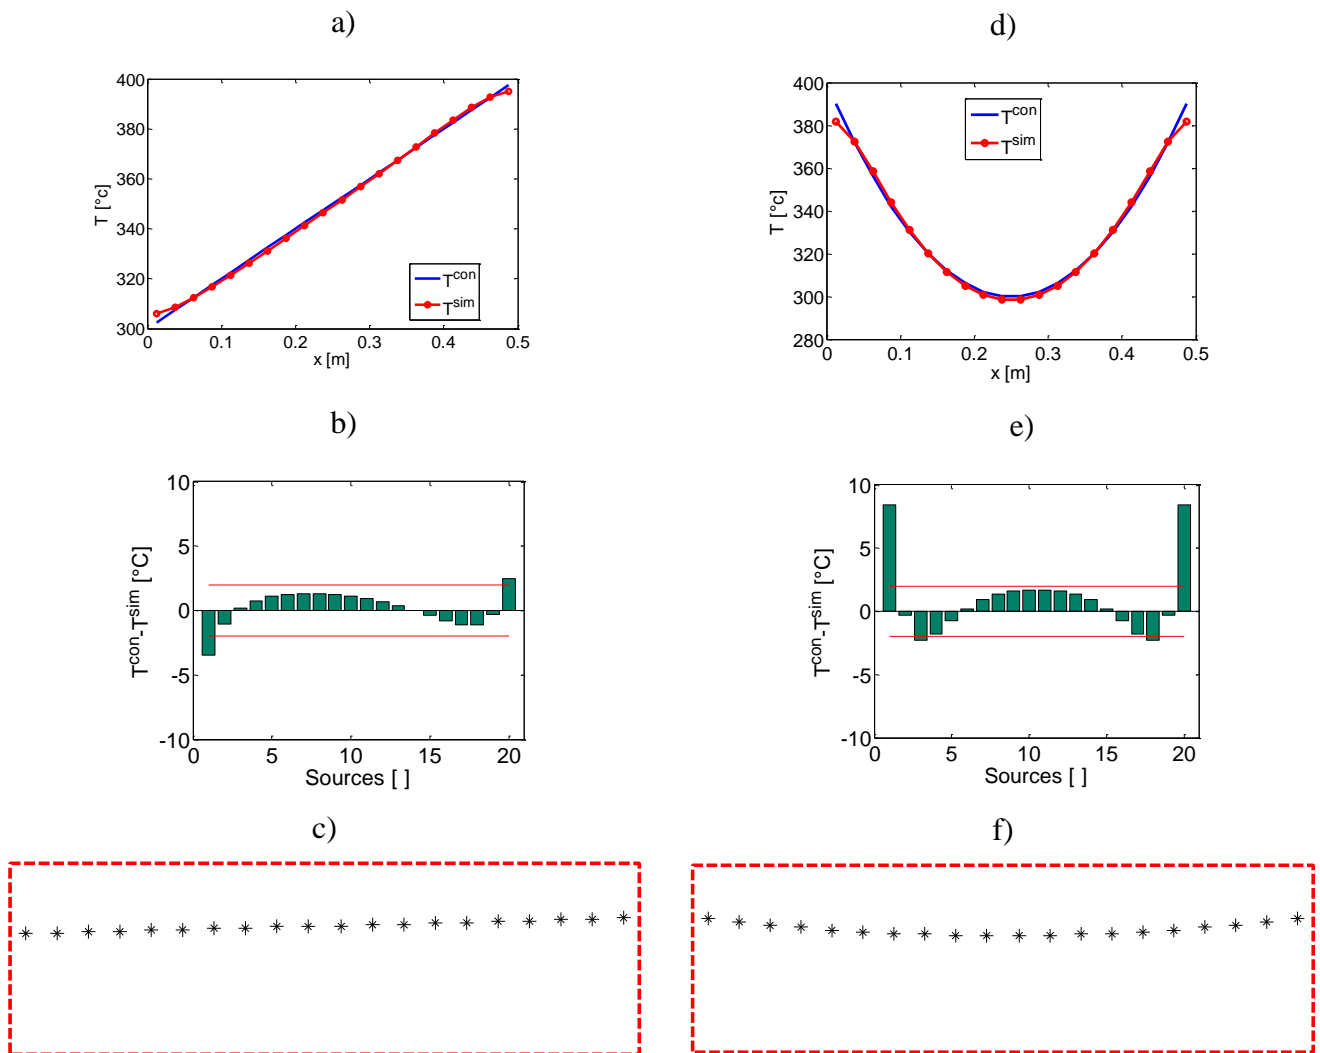 a)
400
380
360
340
320
300
T [°c]
T^con
T^sim
0 0.1 0.2 0.3 0.4 0.5
x [m]
d)
400
380
360
340
320
300
280
T [°c]
T^con
T^sim
0 0.1 0.2 0.3 0.4 0.5
x [m]
b)
10
5
0
-5
-10
T^con-T^sim [°C]
0 5 10 15 20
Sources [ ]
e)
10
5
0
-5
-10
T^con-T^sim [°C]
0 5 10 15 20
Sources [ ]
c)
f)